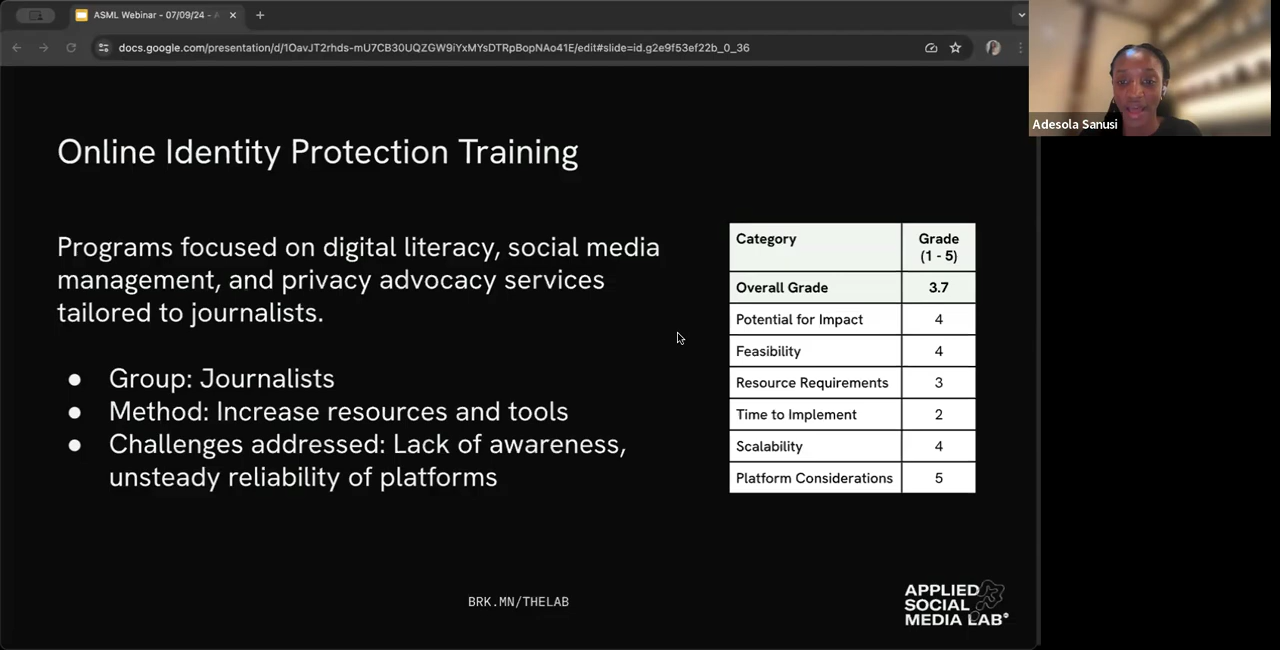 ASML Webinar - 07/09/24 - A
docs.google.com/presentation/d/1OavJT2rhds-mU7CB30UQZGW9iYxMYsDTRpBopNAo41E/edit#slide=id.g2e9f53ef22b_0_36
Adesola Sanusi
Online Identity Protection Training
Programs focused on digital literacy, social media
management, and privacy advocacy services
tailored to journalists.
● Group: Journalists
● Method: Increase resources and tools
● Challenges addressed: Lack of awareness,
unsteady reliability of platforms
Category Grade
(1 - 5)
Overall Grade 3.7
Potential for Impact 4
Feasibility 4
Resource Requirements 3
Time to Implement 2
Scalability 4
Platform Considerations 5
BRK.MN/THELAB
APPLIED
SOCIAL
MEDIA LAB